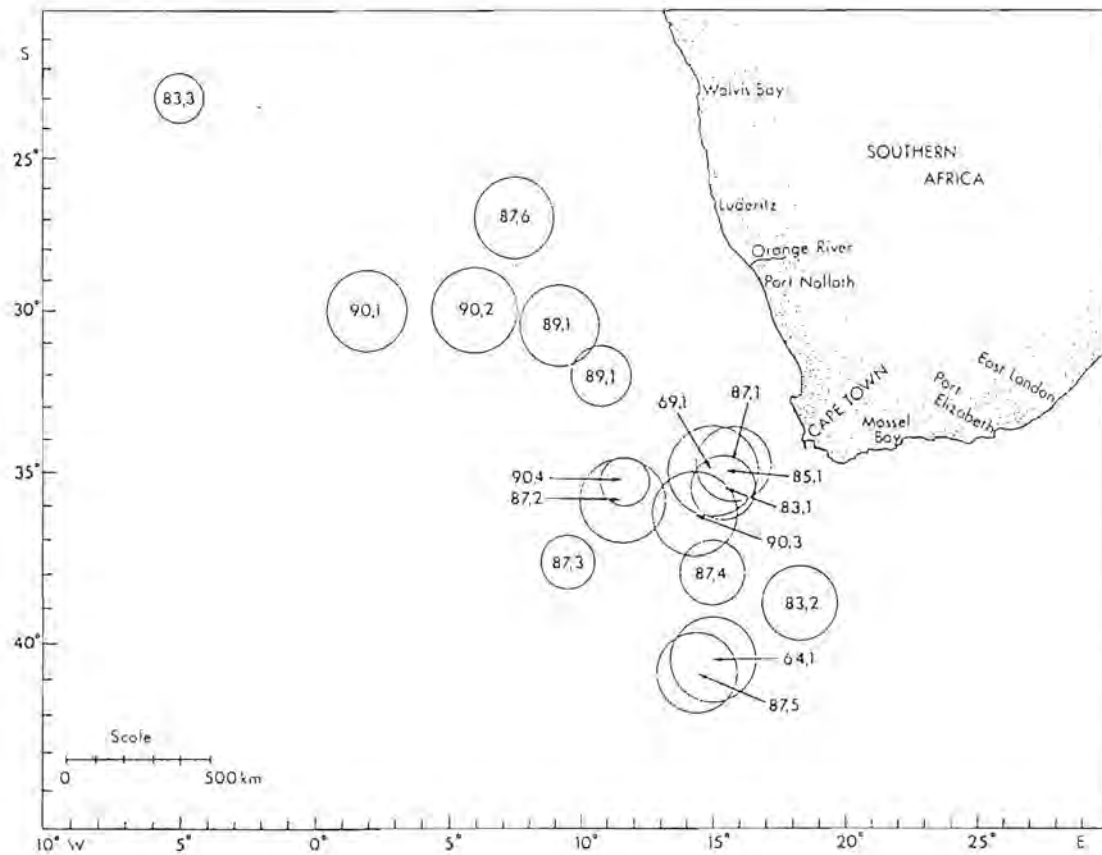 S
83,3
Walvis Bay
SOUTHERN
AFRICA
25°
87,6
Luderitz
Orange River
Port Nolloth
30°
90,1
90,2
89,1
89,1
East London
Port
Elizabeth
CAPE TOWN
Mossel
Bay
69,1
87,1
35°
90,4
87,2
85,1
83,1
90,3
87,3
87,4
83,2
40°
64,1
87,5
Scale
0
500 km
10° W
5°
0°
5°
10°
15°
20°
25°
E